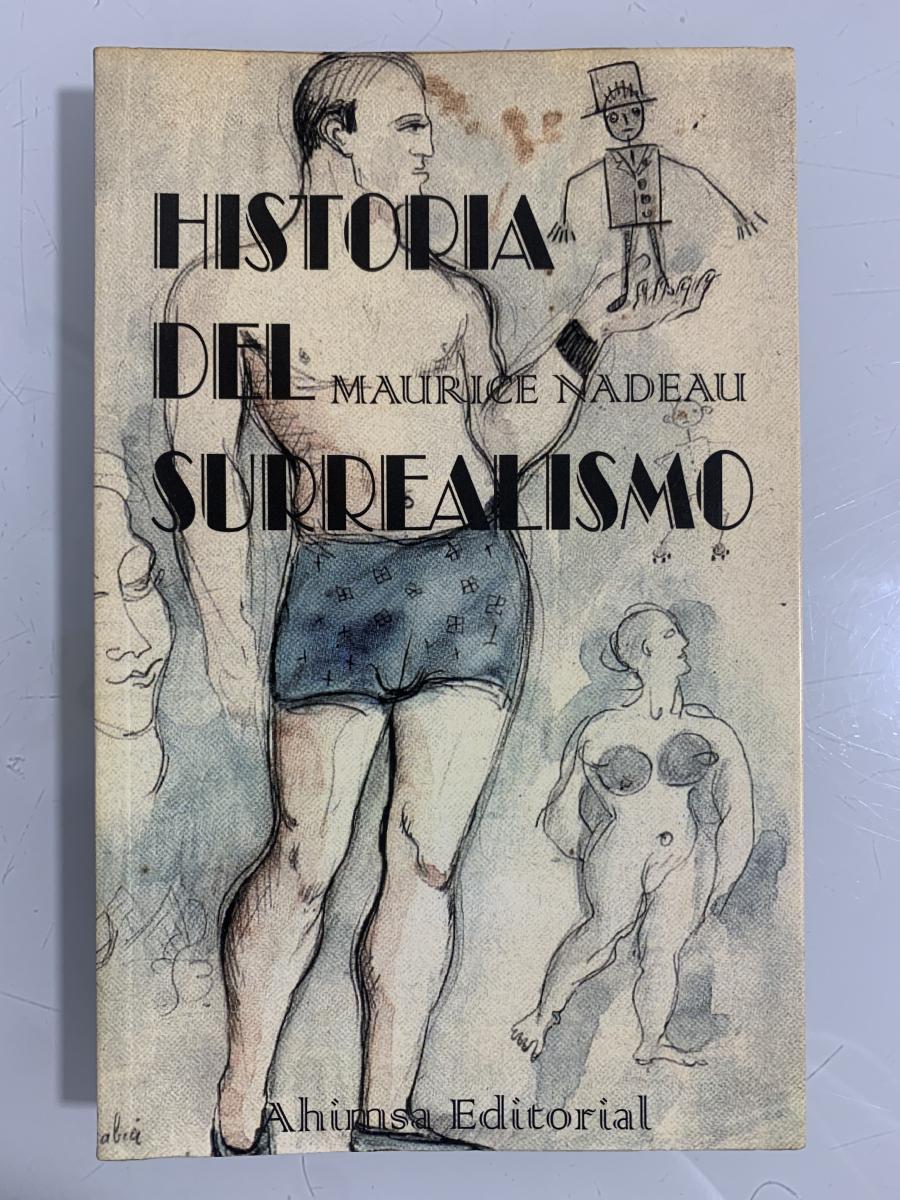 HISTORIA
DEL
MAURICE NADEAU
SURREALISMO
Ahimsa Editorial